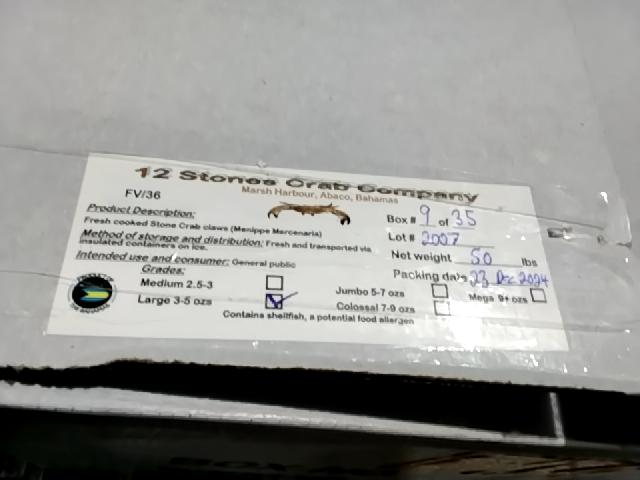 12 Stones Crab Company
Marsh Harbour, Abaco, Bahamas
FV/36
Product Description:
Fresh cooked Stone Crab claws (Menippe Mercenaria)
Method of storage and distribution: Fresh and transported via
insulated containers on ice.
Intended use and consumer: General public
Grades:
Medium 2.5-3
Large 3-5 ozs
Jumbo 5-7 ozs
Colossal 7-9 ozs
Mega 9+ ozs
Contains shellfish, a potential food allergen
Box # 9 of 35
Lot # 2007
Net weight 50 lbs
Packing date 23 Dec 2024